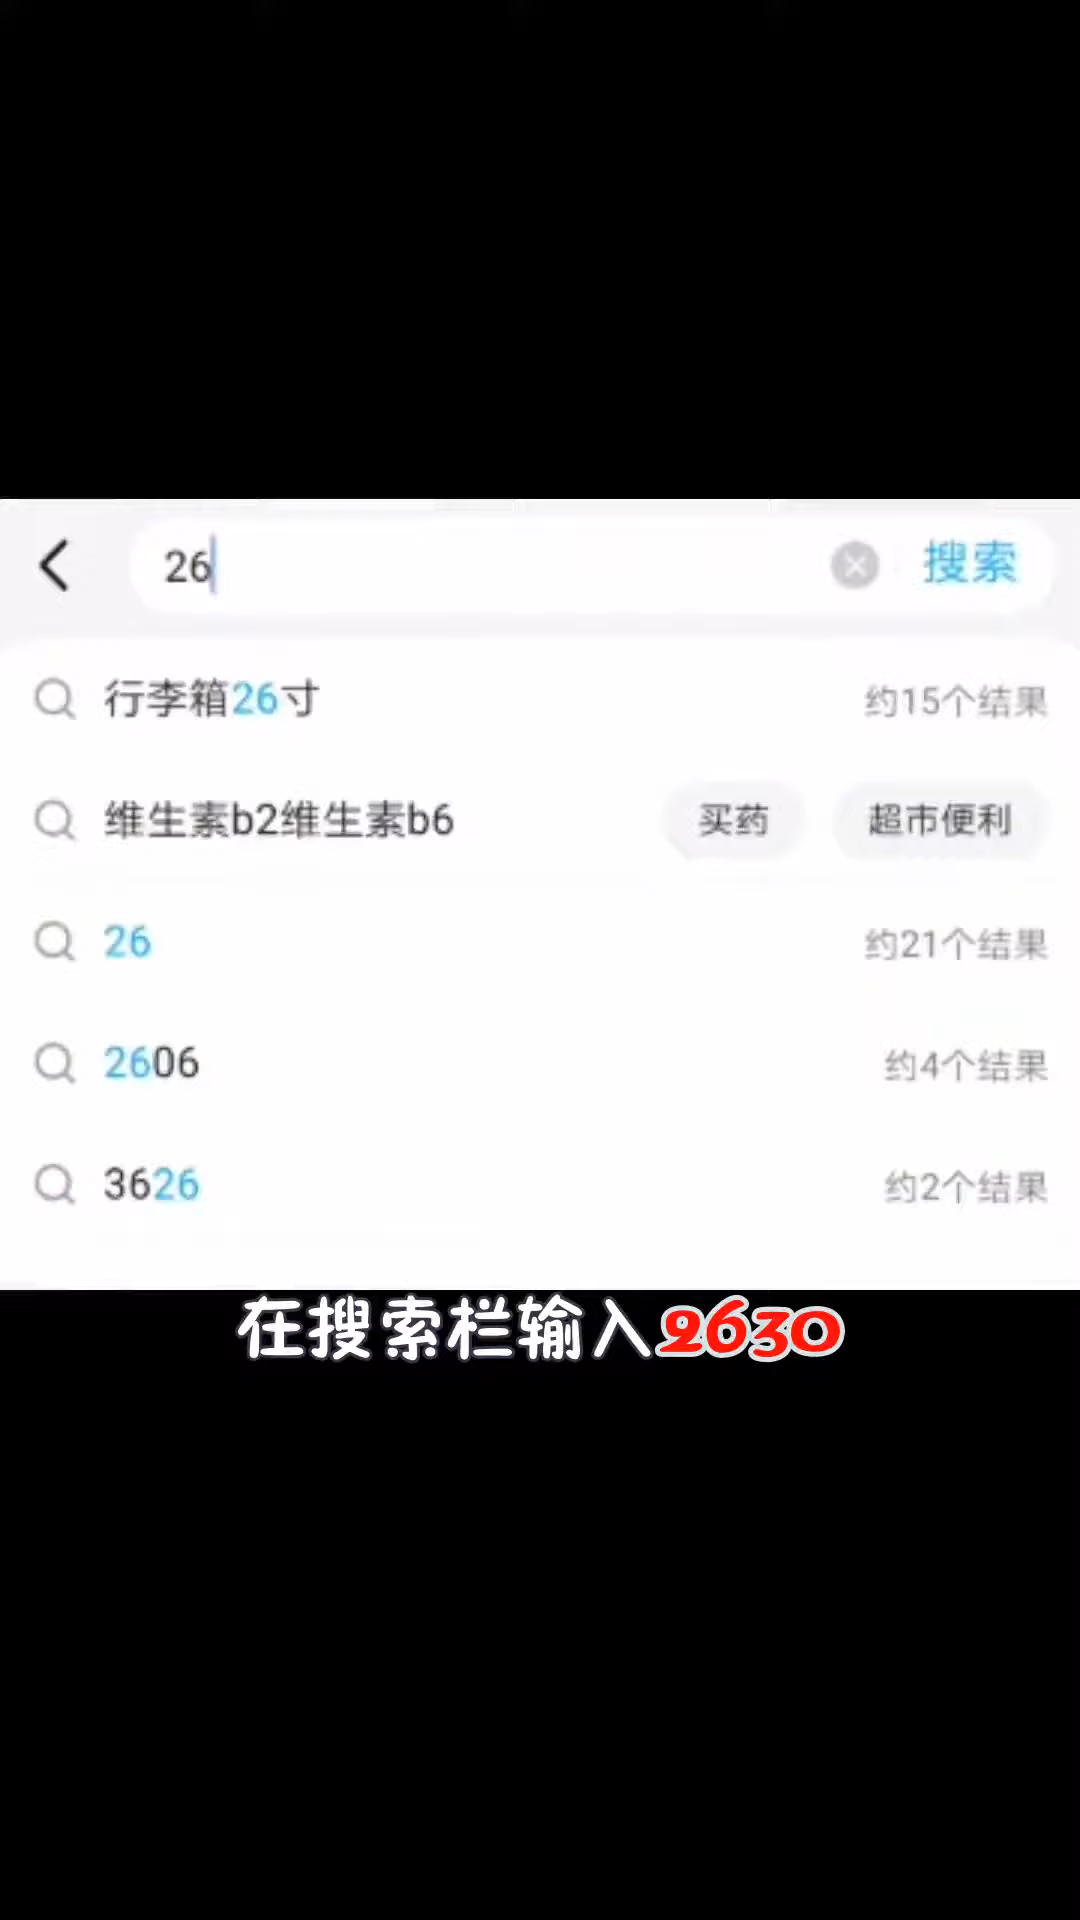 26 搜索
行李箱26寸 约15个结果
维生素b2维生素b6 买药 超市便利
26 约21个结果
2606 约4个结果
3626 约2个结果
在搜索栏输入2630